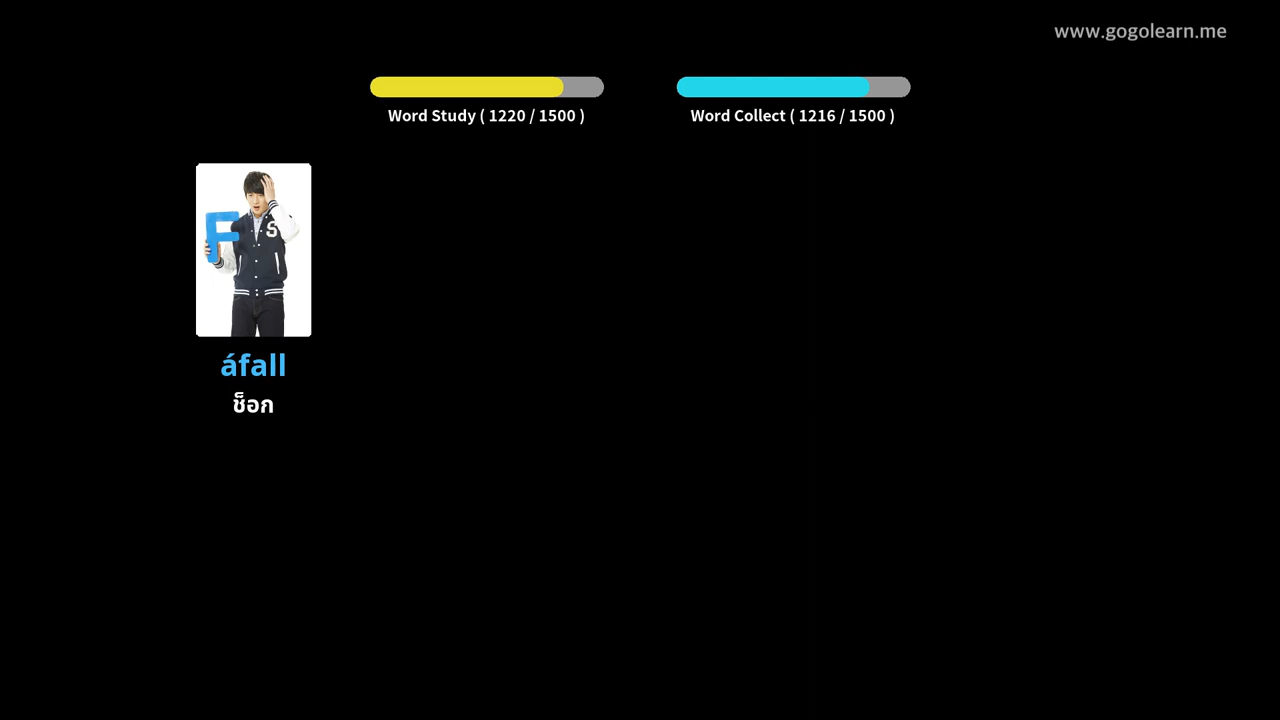 www.gogolearn.me
Word Study ( 1220 / 1500 )
Word Collect ( 1216 / 1500 )
F
S
áfall
ช็อก